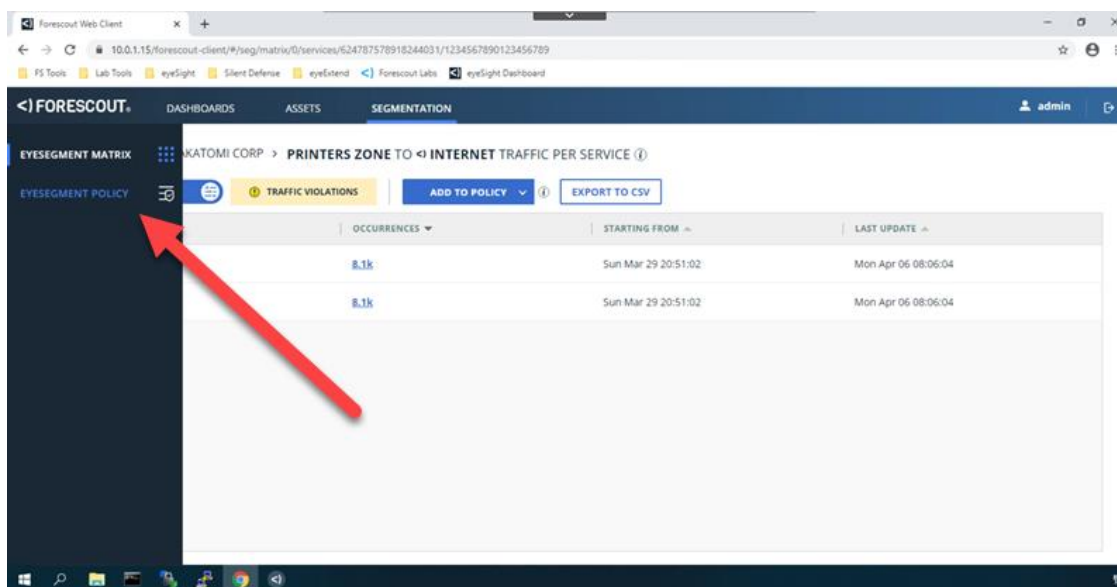 Forescout Web Client
10.0.1.15/forescout-client/#/seg/matrix/0/services/624787578918244031/1234567890123456789
FS Tools Lab Tools eyeSight Silent Defense eyeExtend Forescout Labs eyeSight Dashboard
FORESCOUT. DASHBOARDS ASSETS SEGMENTATION admin
EYESEGMENT MATRIX
AKATOMI CORP > PRINTERS ZONE TO INTERNET TRAFFIC PER SERVICE
EYESEGMENT POLICY
TRAFFIC VIOLATIONS ADD TO POLICY EXPORT TO CSV
OCCURRENCES STARTING FROM LAST UPDATE
8.1k Sun Mar 29 20:51:02 Mon Apr 06 08:06:04
8.1k Sun Mar 29 20:51:02 Mon Apr 06 08:06:04